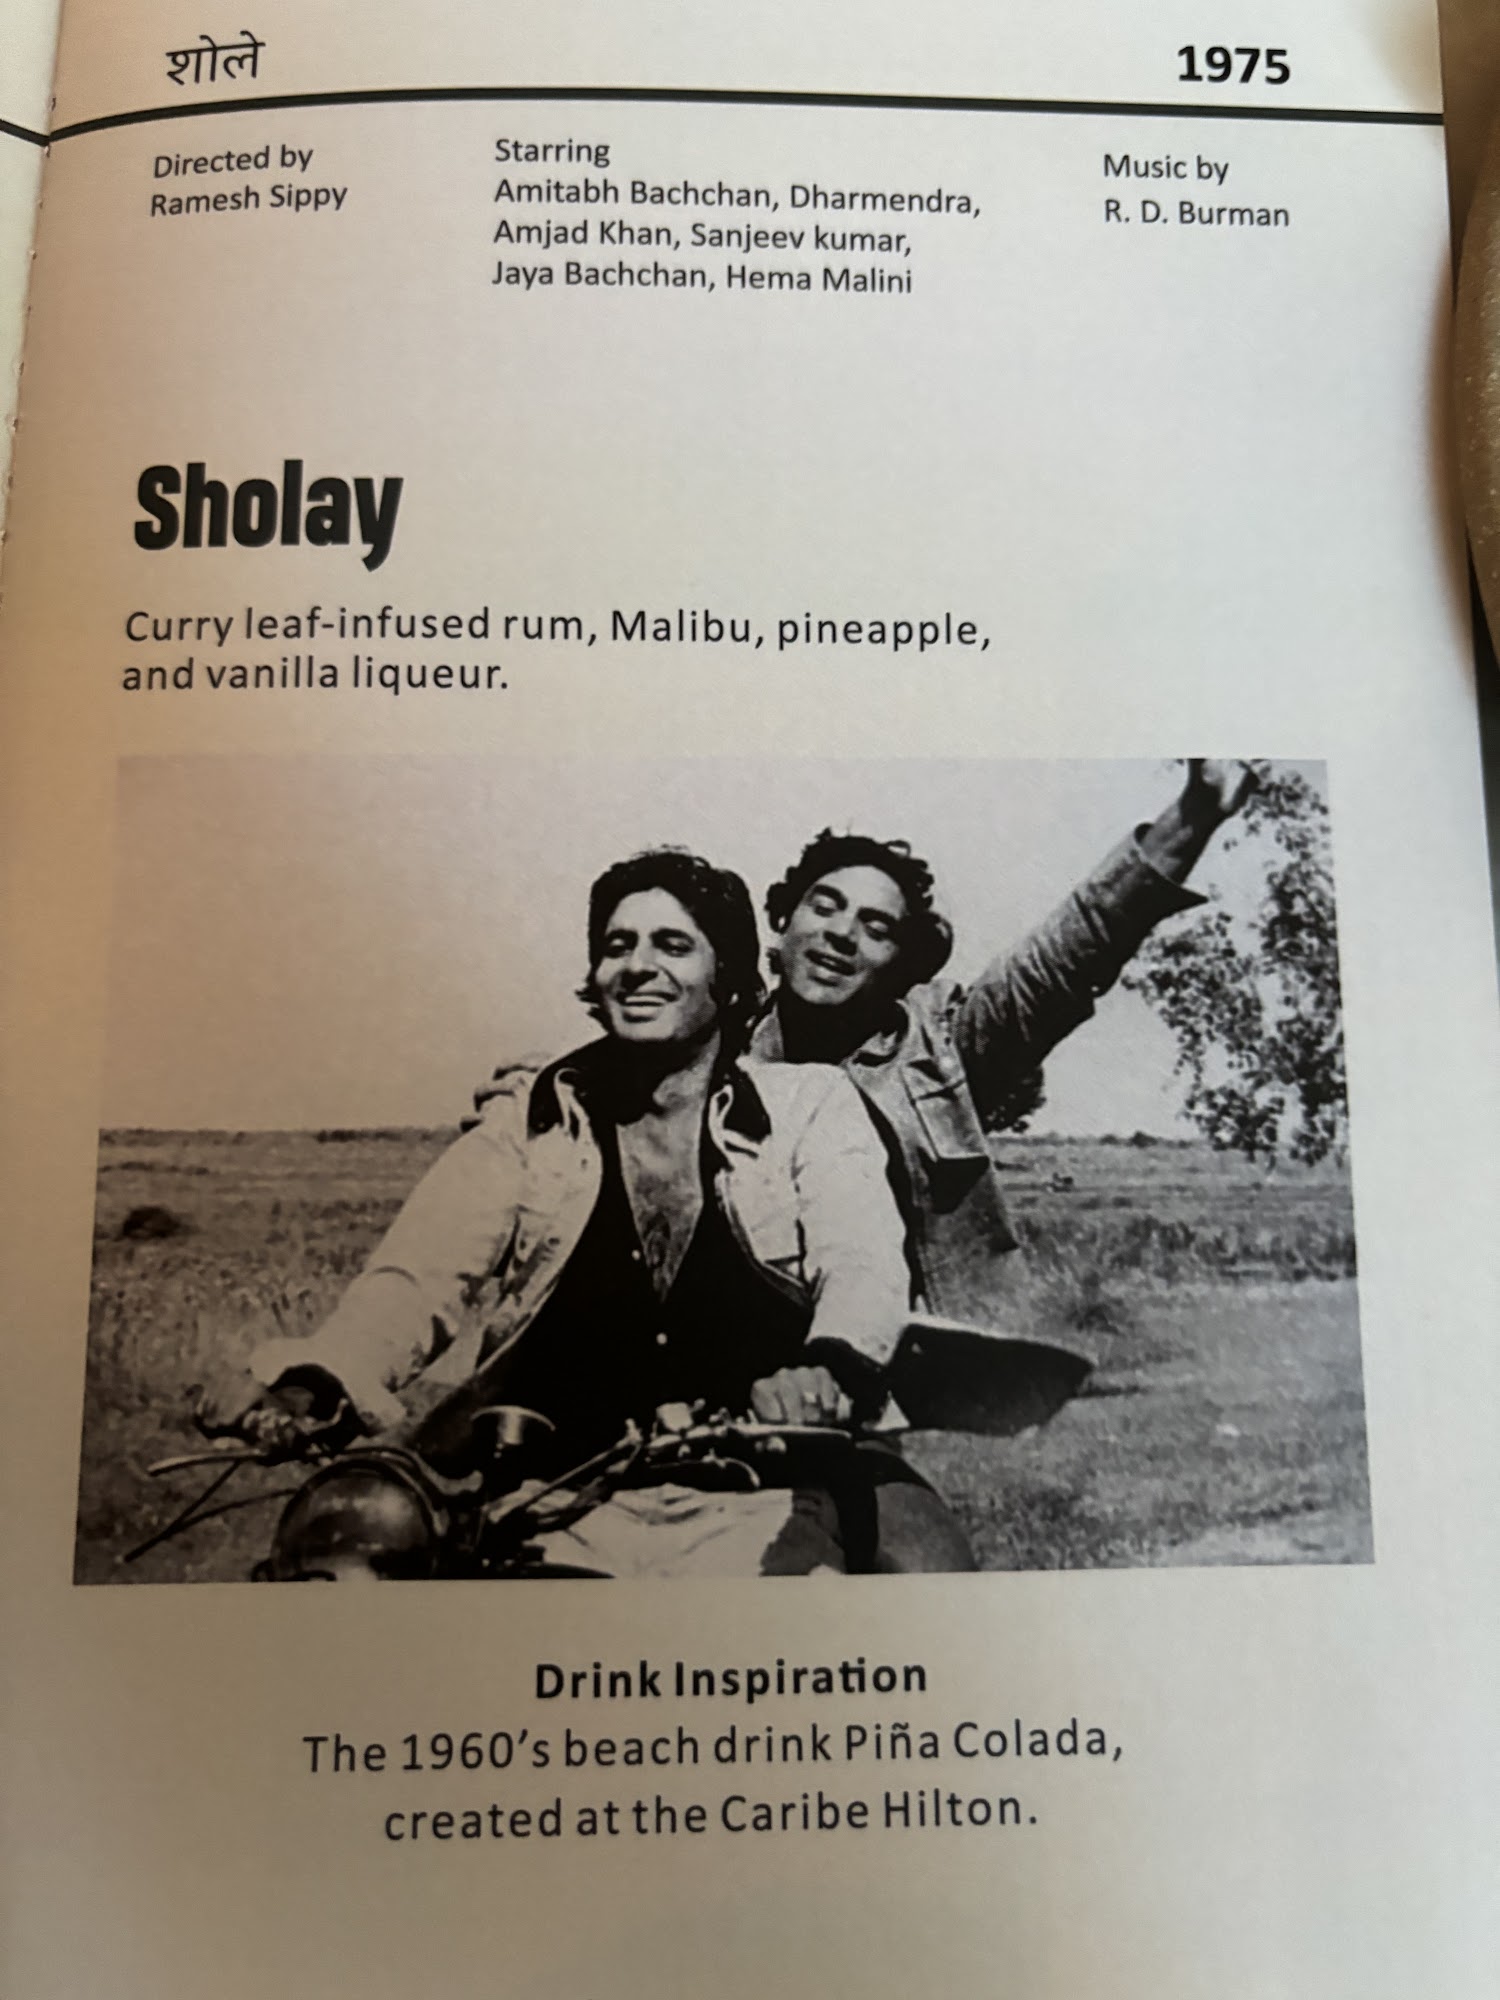 शोले
1975
Directed by
Ramesh Sippy
Starring
Amitabh Bachchan, Dharmendra,
Amjad Khan, Sanjeev kumar,
Jaya Bachchan, Hema Malini
Music by
R. D. Burman
Sholay
Curry leaf-infused rum, Malibu, pineapple,
and vanilla liqueur.
Drink Inspiration
The 1960’s beach drink Piña Colada,
created at the Caribe Hilton.